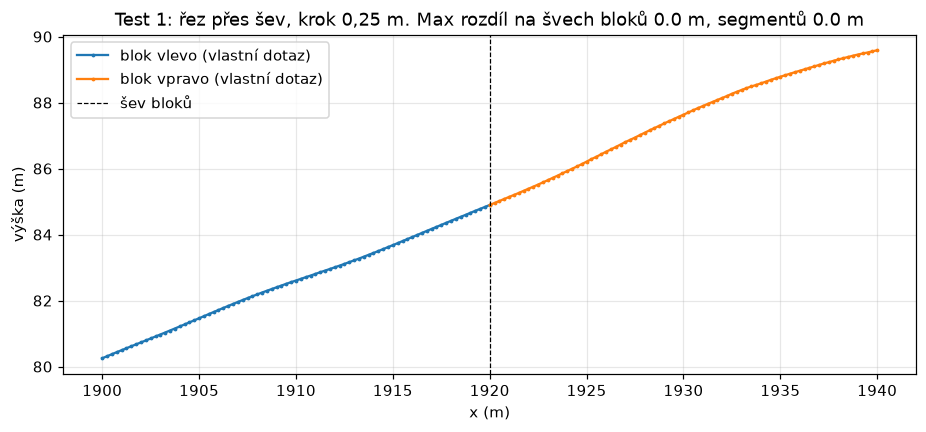 Test 1: řez přes šev, krok 0,25 m. Max rozdíl na švech bloků 0.0 m, segmentů 0.0 m
blok vlevo (vlastní dotaz)
blok vpravo (vlastní dotaz)
šev bloků
výška (m)
90
88
86
84
82
80
1900 1905 1910 1915 1920 1925 1930 1935 1940
x (m)